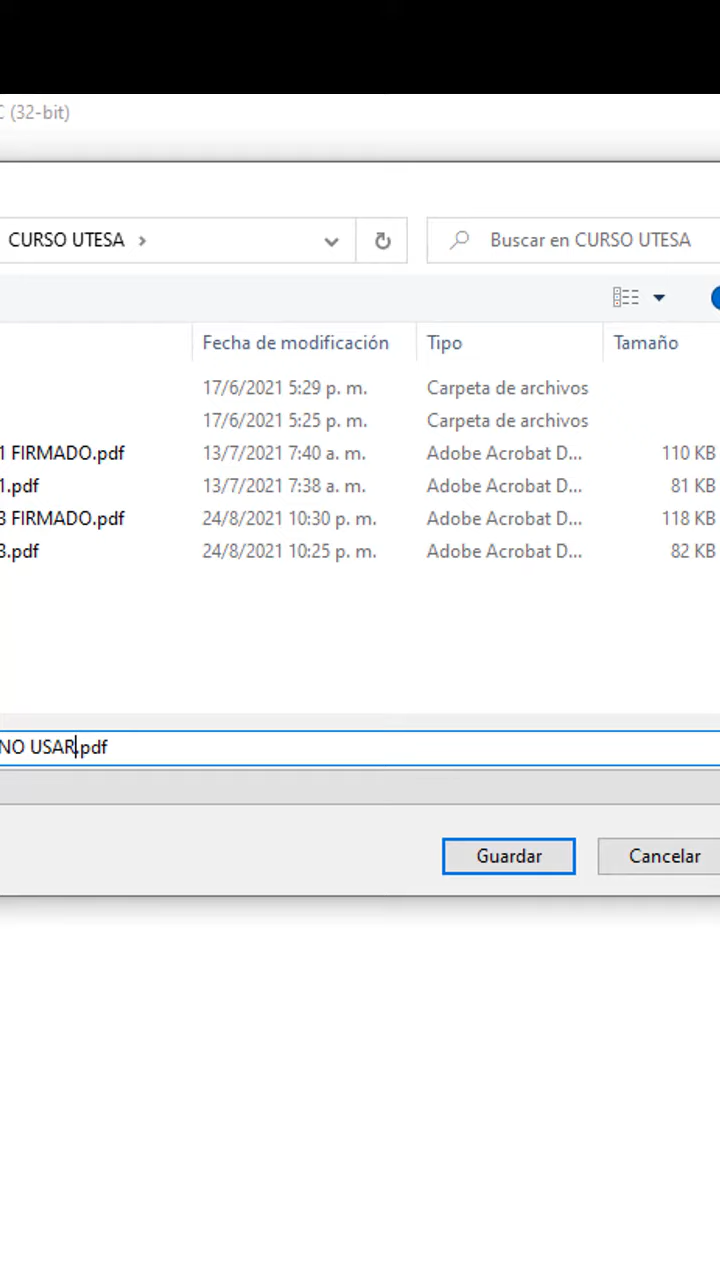 C (32-bit)
CURSO UTESA
Buscar en CURSO UTESA
Fecha de modificación Tipo Tamaño
17/6/2021 5:29 p. m. Carpeta de archivos
17/6/2021 5:25 p. m. Carpeta de archivos
1 FIRMADO.pdf 13/7/2021 7:40 a. m. Adobe Acrobat D... 110 KB
1.pdf 13/7/2021 7:38 a. m. Adobe Acrobat D... 81 KB
3 FIRMADO.pdf 24/8/2021 10:30 p. m. Adobe Acrobat D... 118 KB
3.pdf 24/8/2021 10:25 p. m. Adobe Acrobat D... 82 KB
NO USAR.pdf
Guardar Cancelar